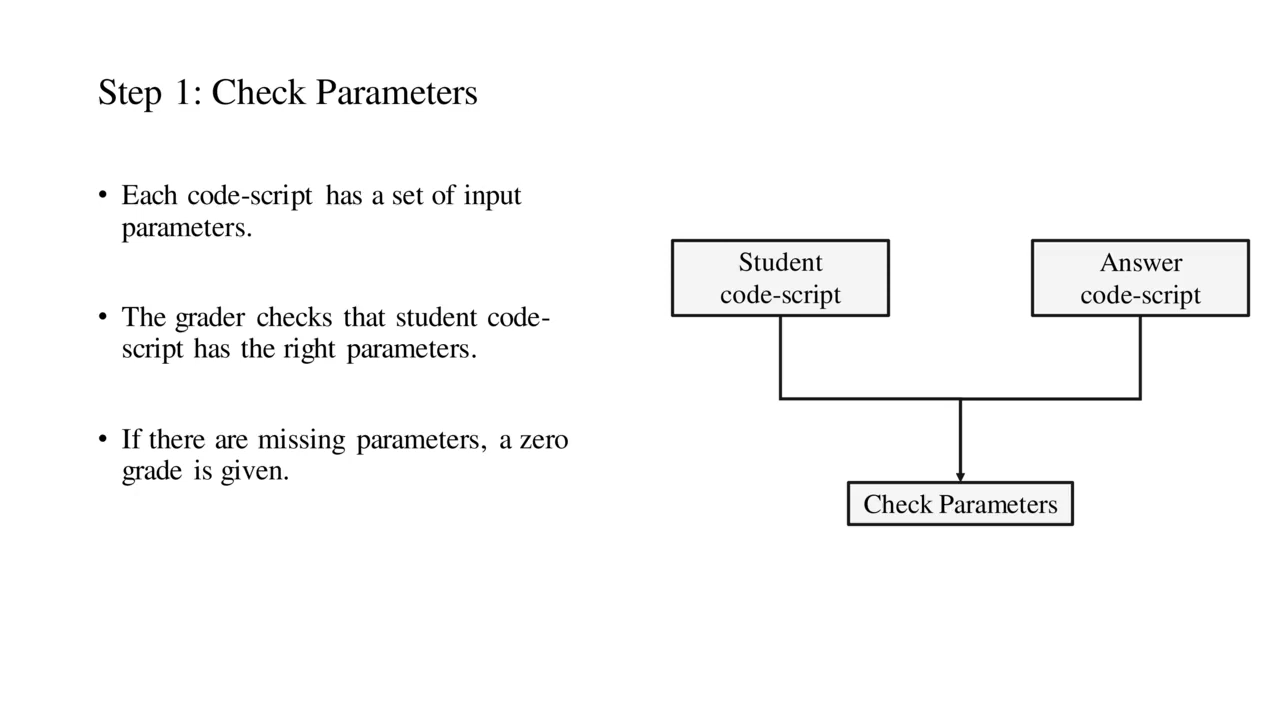 Step 1: Check Parameters
• Each code-script has a set of input
parameters.
• The grader checks that student code-
script has the right parameters.
• If there are missing parameters, a zero
grade is given.
Student
code-script
Answer
code-script
Check Parameters